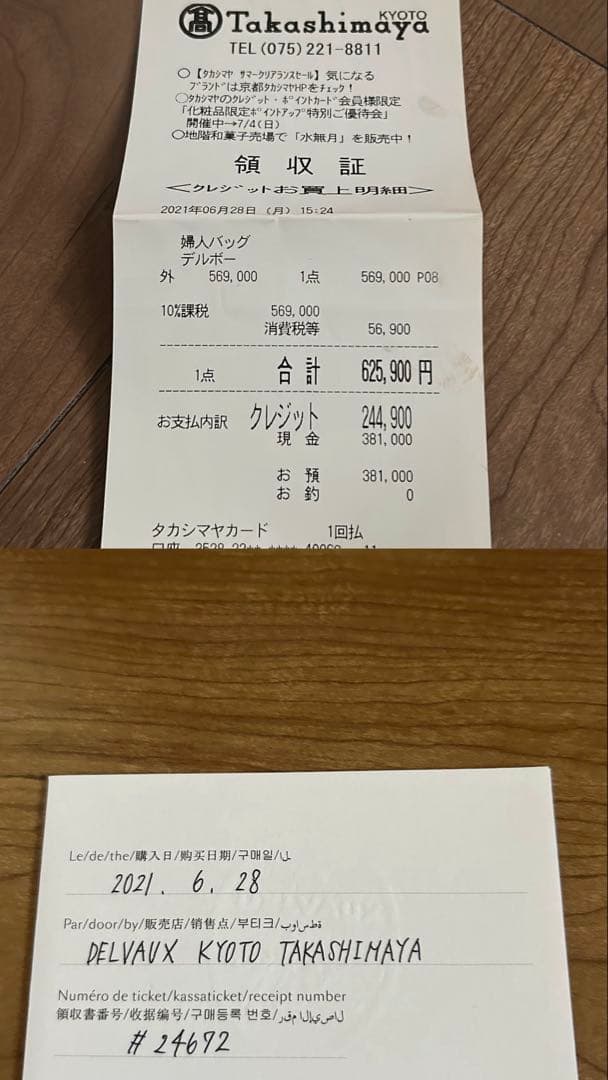 髙 Takashimaya KYOTO
TEL(075)221-8811
○【タカシマヤ サマークリアランスセール】気になる
ブランドは京都タカシマヤHPをチェック！
○タカシマヤのクレジット・ポイントカード会員様限定
「化粧品限定ポイントアップ特別ご優待会」
開催中→7/4(日)
○地階和菓子売場で「水無月」を販売中！
領収証
＜クレジットお買上明細＞
2021年06月28日 (月) 15:24
婦人バッグ
デルボー
外 569,000 1点 569,000 P08
10%課税 569,000
消費税等 56,900
1点 合計 625,900円
お支払内訳 クレジット 244,900
現金 381,000
お預 381,000
お釣 0
タカシマヤカード 1回払
Le/de/the/購入日/购买日期/구매일/
2021. 6. 28
Par/door/by/販売店/销售点/부티크/بواسطة
DELVAUX KYOTO TAKASHIMAYA
Numéro de ticket/kassaticket/receipt number
領収書番号/收据编号/구매등록 번호/رقم الإيصال
# 24672